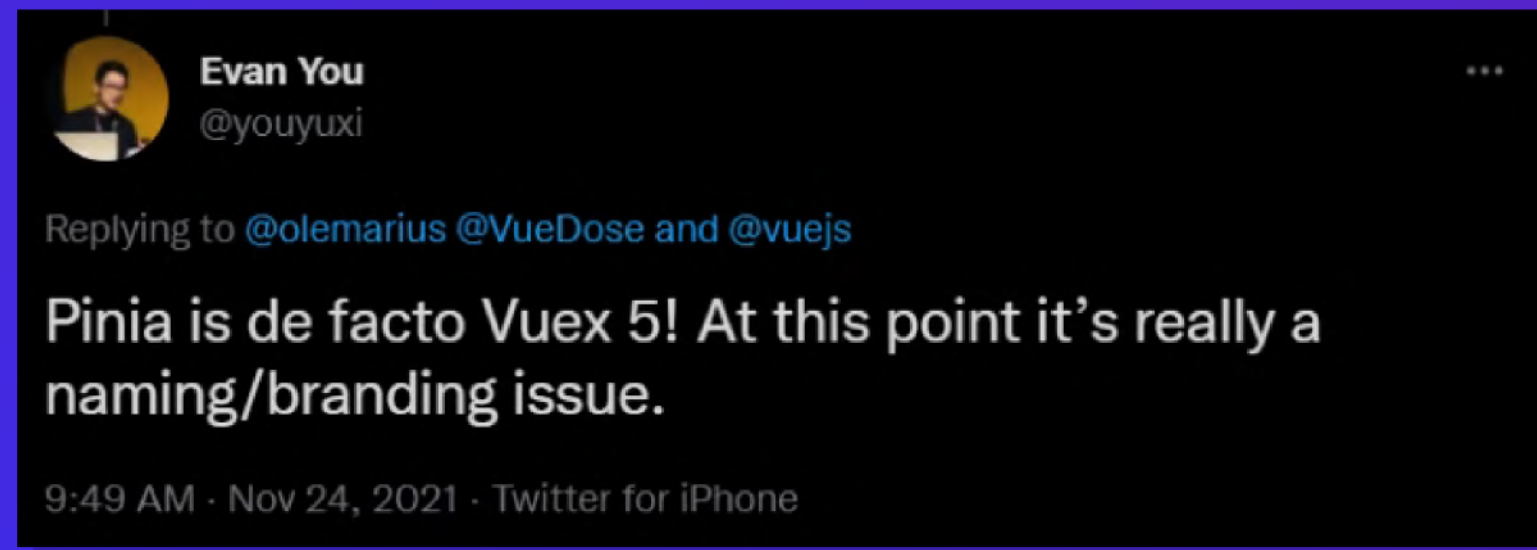 Evan You
@youyuxi
Replying to @olemarius @VueDose and @vuejs
Pinia is de facto Vuex 5! At this point it’s really a
naming/branding issue.
9:49 AM · Nov 24, 2021 · Twitter for iPhone